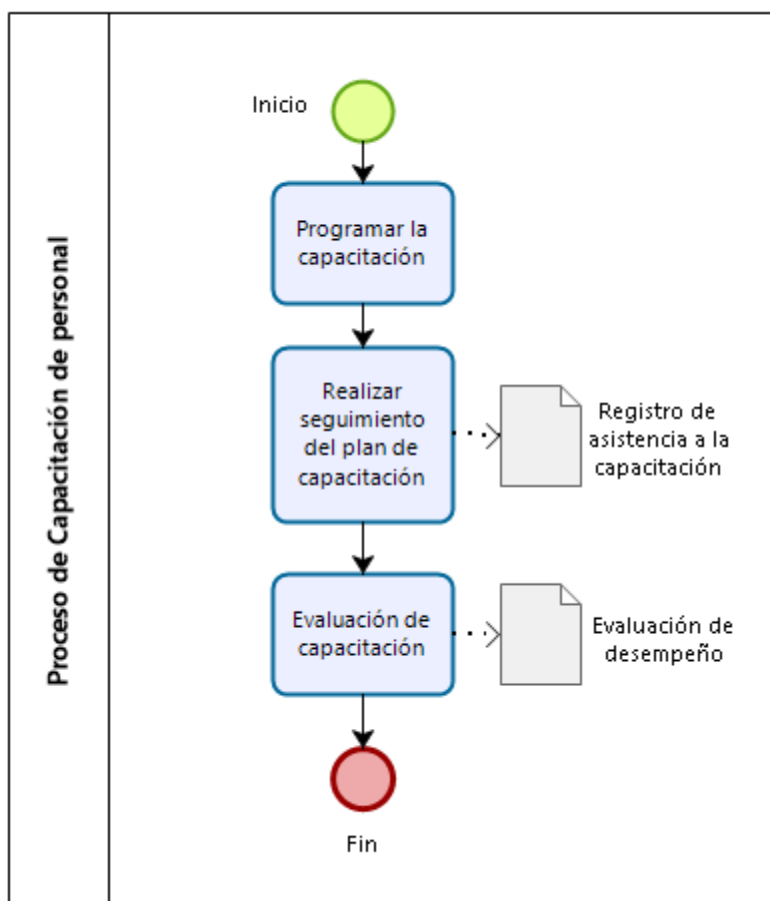 Proceso de Capacitación de personal
Inicio
Programar la
capacitación
Realizar
seguimiento
del plan de
capacitación
Registro de
asistencia a la
capacitación
Evaluación de
capacitación
Evaluación de
desempeño
Fin